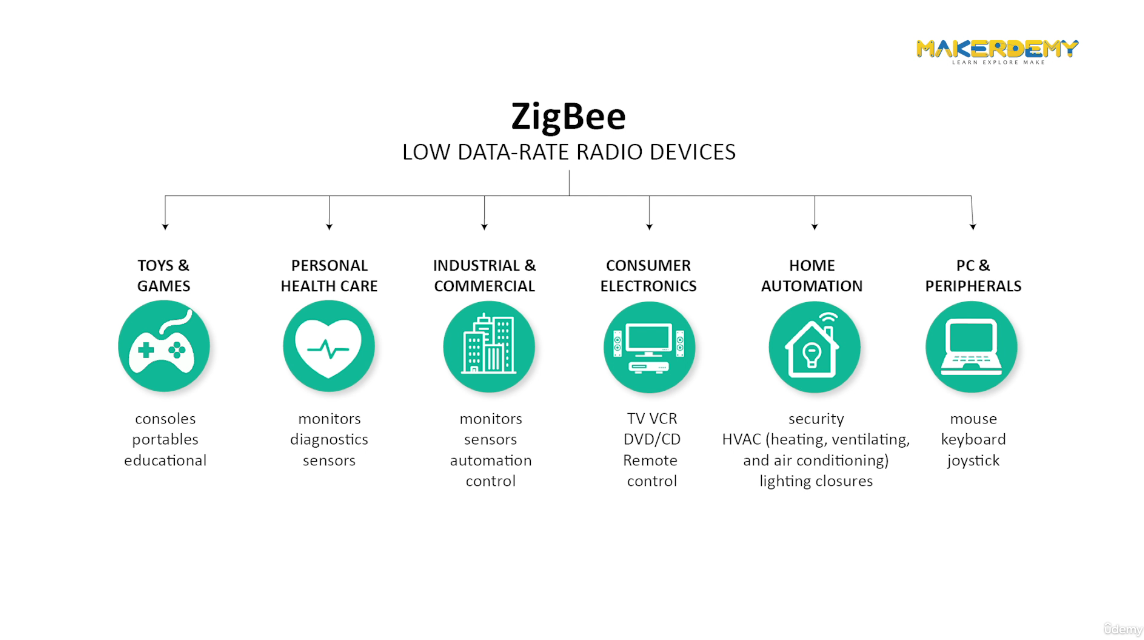 MAKERDEMY
LEARN EXPLORE MAKE
ZigBee
LOW DATA-RATE RADIO DEVICES
TOYS &
GAMES
consoles
portables
educational
PERSONAL
HEALTH CARE
monitors
diagnostics
sensors
INDUSTRIAL &
COMMERCIAL
monitors
sensors
automation
control
CONSUMER
ELECTRONICS
TV VCR
DVD/CD
Remote
control
HOME
AUTOMATION
security
HVAC (heating, ventilating,
and air conditioning)
lighting closures
PC &
PERIPHERALS
mouse
keyboard
joystick
ûdemy